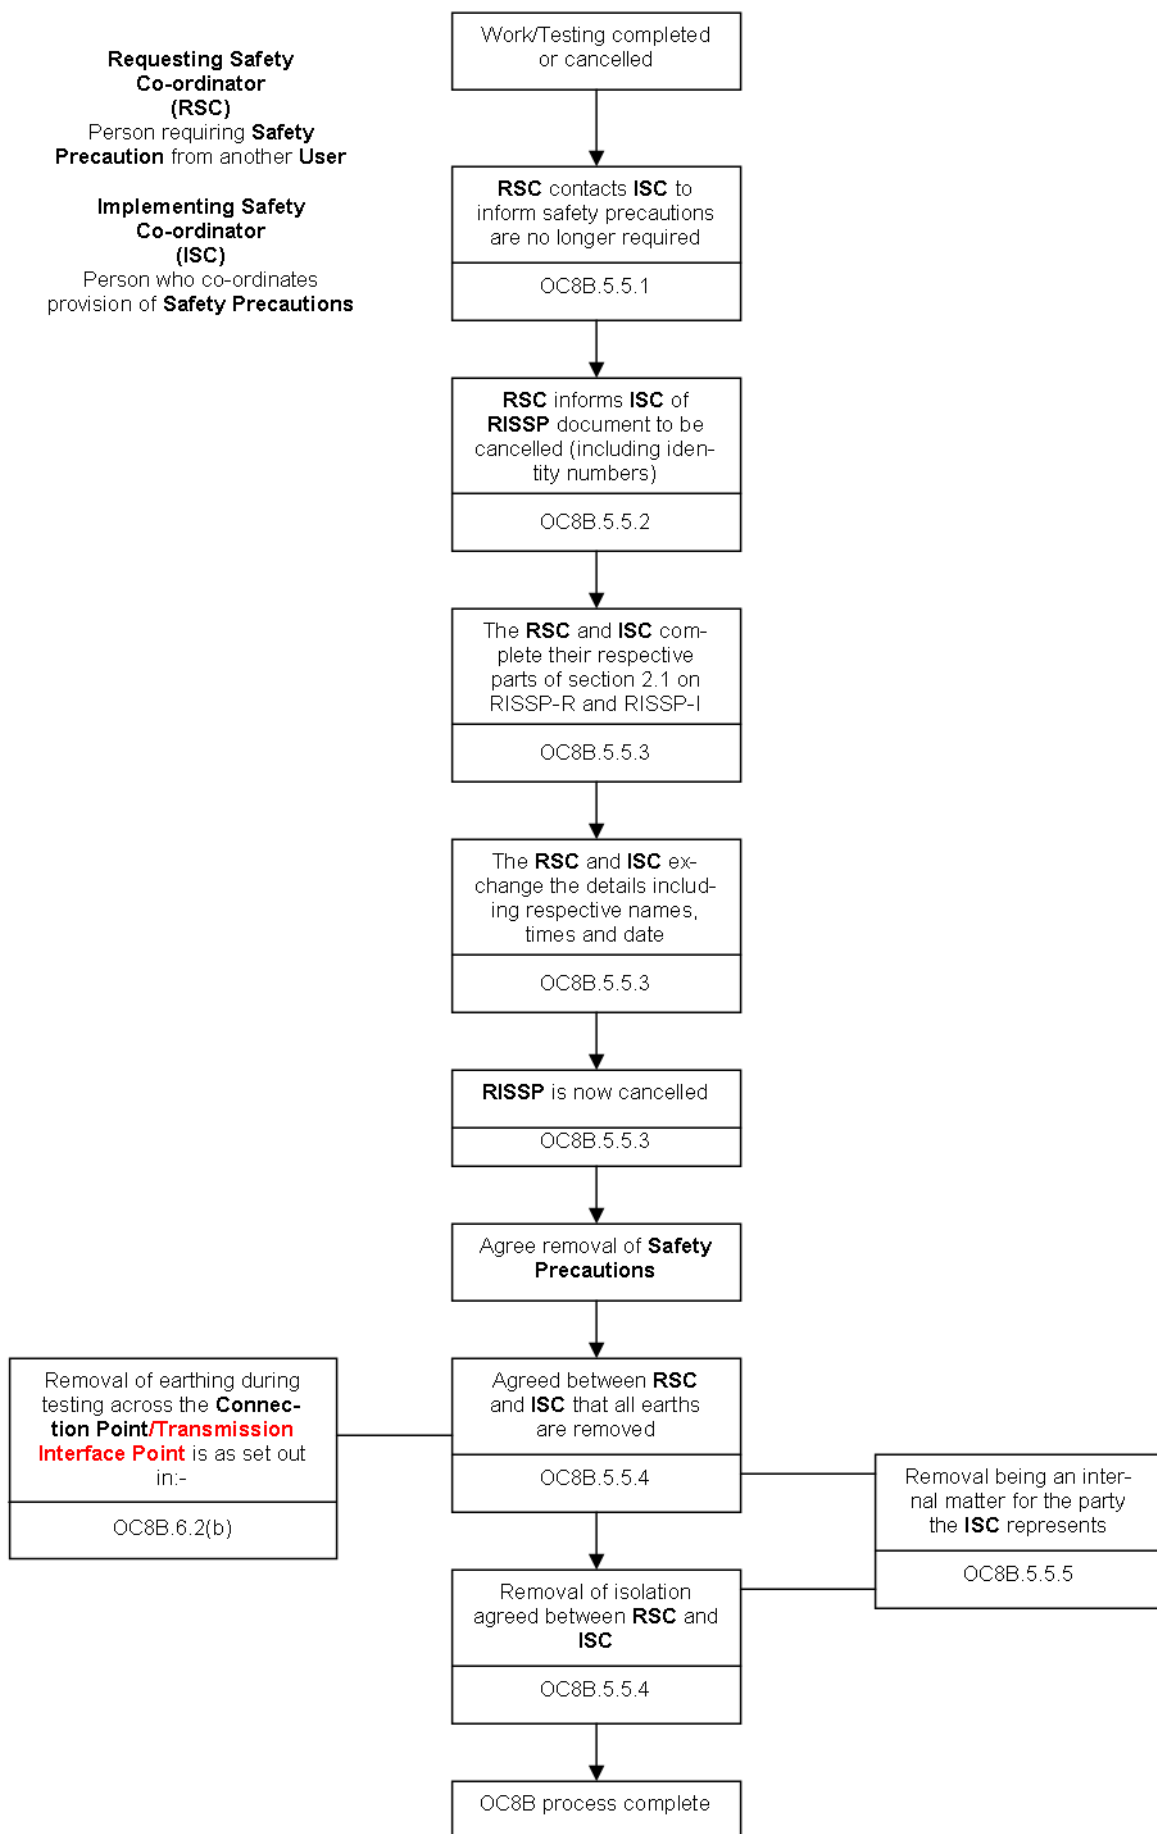 Work/Testing completed
or cancelled
Requesting Safety
Co-ordinator
(RSC)
Person requiring Safety
Precaution from another User
Implementing Safety
Co-ordinator
(ISC)
Person who co-ordinates
provision of Safety Precautions
RSC contacts ISC to
inform safety precautions
are no longer required
OC8B.5.5.1
RSC informs ISC of
RISSP document to be
cancelled (including iden-
tity numbers)
OC8B.5.5.2
The RSC and ISC com-
plete their respective
parts of section 2.1 on
RISSP-R and RISSP-I
OC8B.5.5.3
The RSC and ISC ex-
change the details includ-
ing respective names,
times and date
OC8B.5.5.3
RISSP is now cancelled
OC8B.5.5.3
Agree removal of Safety
Precautions
Removal of earthing during
testing across the Connec-
tion Point/Transmission
Interface Point is as set out
in:-
OC8B.6.2(b)
Agreed between RSC
and ISC that all earths
are removed
OC8B.5.5.4
Removal being an inter-
nal matter for the party
the ISC represents
OC8B.5.5.5
Removal of isolation
agreed between RSC and
ISC
OC8B.5.5.4
OC8B process complete